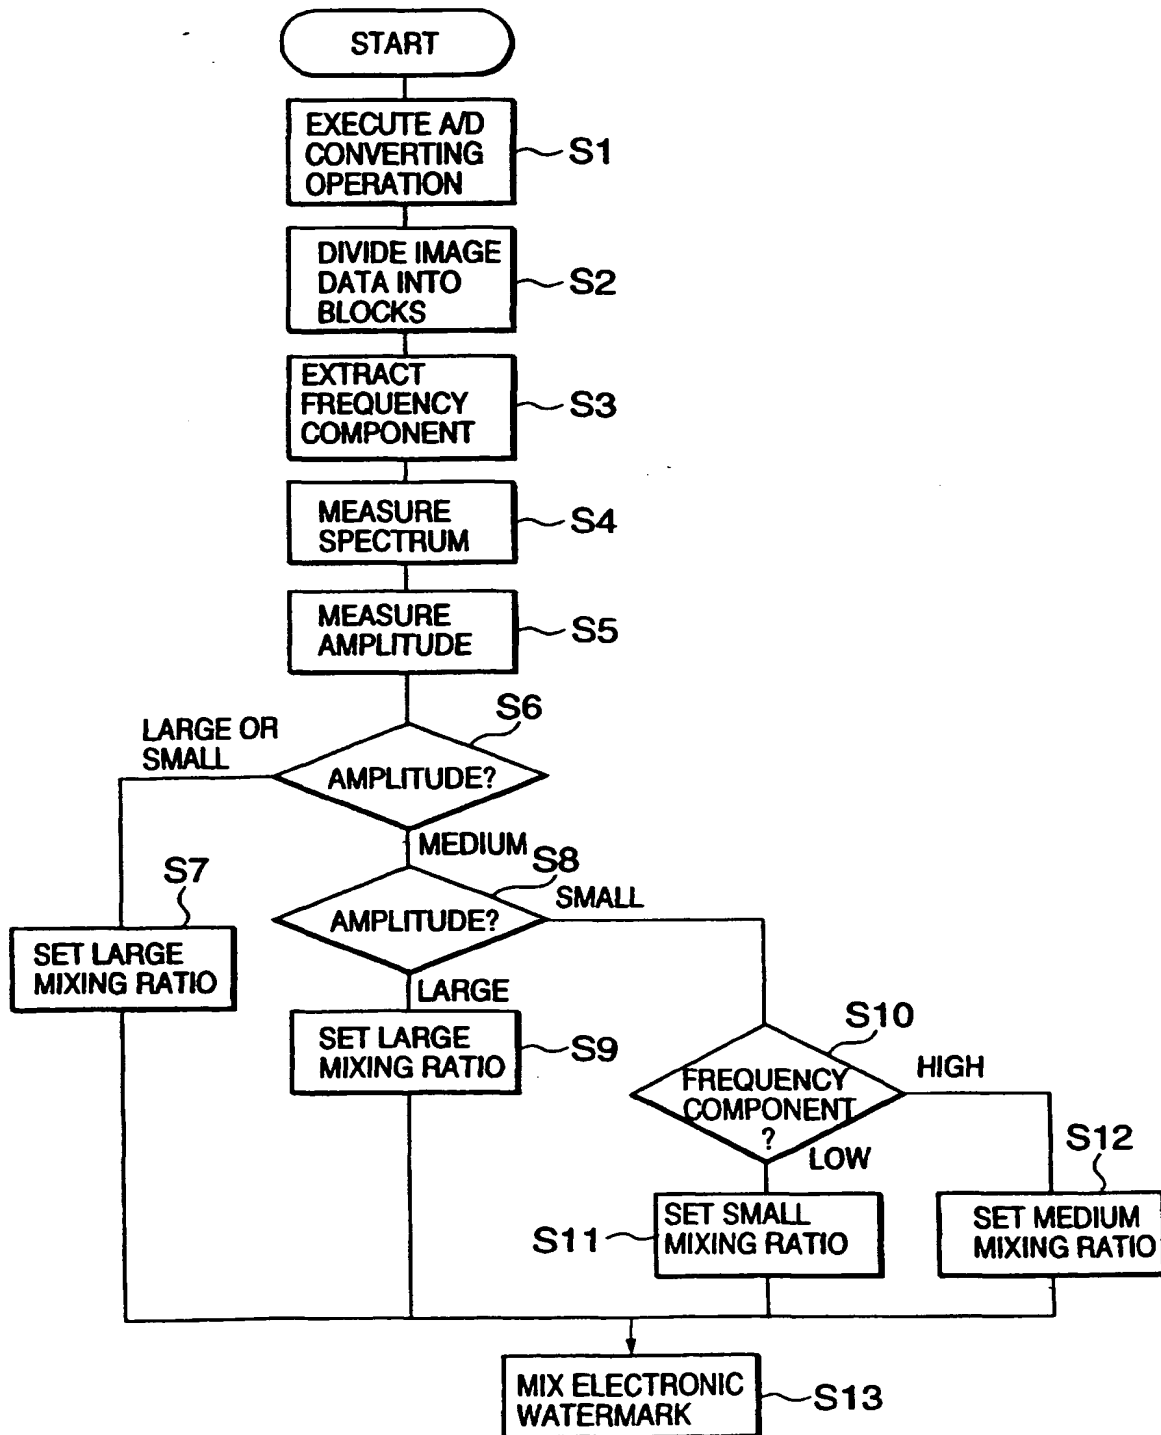 START
EXECUTE A/D
CONVERTING
OPERATION
S1
DIVIDE IMAGE
DATA INTO
BLOCKS
S2
EXTRACT
FREQUENCY
COMPONENT
S3
MEASURE
SPECTRUM
S4
MEASURE
AMPLITUDE
S5
S6
LARGE OR
SMALL
AMPLITUDE?
MEDIUM
S7
S8
SMALL
AMPLITUDE?
SET LARGE
MIXING RATIO
LARGE
SET LARGE
MIXING RATIO
S9
S10
FREQUENCY
COMPONENT
?
HIGH
LOW
S12
S11
SET SMALL
MIXING RATIO
SET MEDIUM
MIXING RATIO
MIX ELECTRONIC
WATERMARK
S13